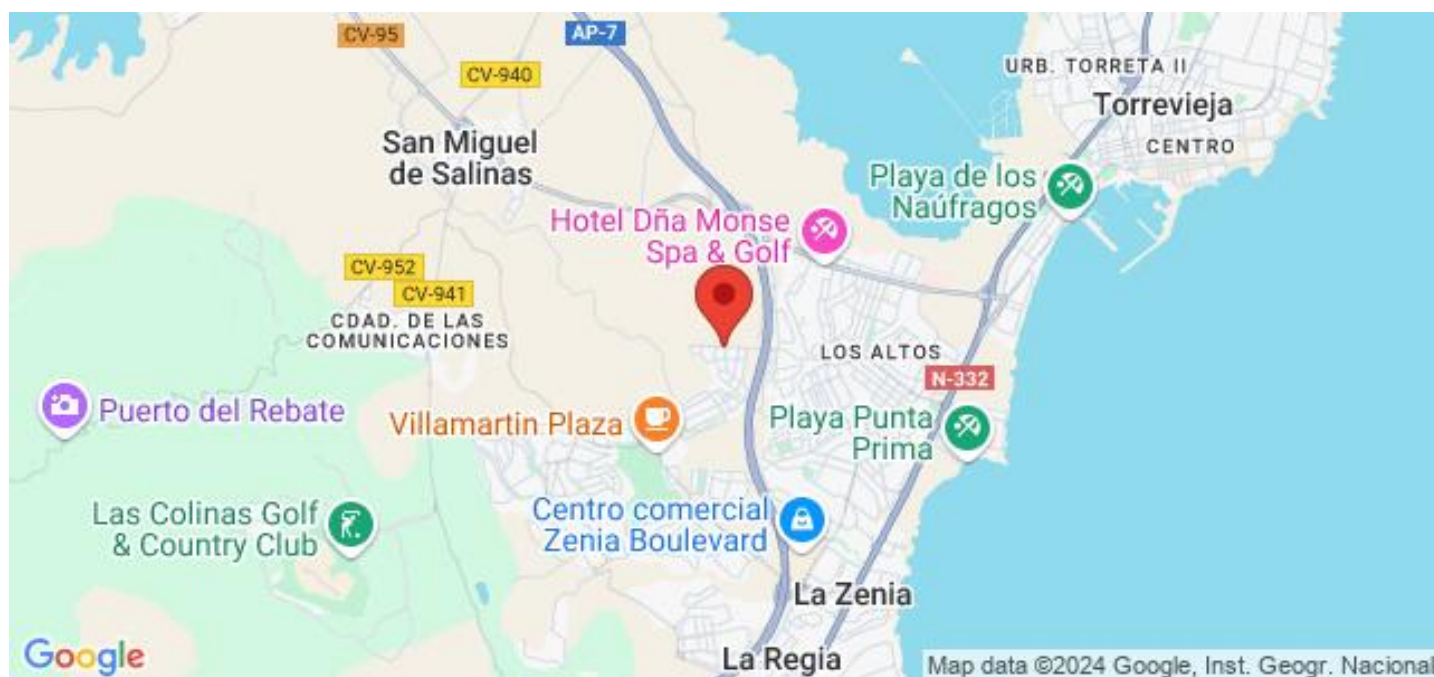 CV-95
AP-7
CV-940
URB. TORRETA II
Torrevieja
CENTRO
San Miguel
de Salinas
Playa de los
Naúfragos
Hotel Dña Monse
Spa & Golf
CV-952
CV-941
CDAD. DE LAS
COMUNICACIONES
LOS ALTOS
N-332
Puerto del Rebate
Villamartin Plaza
Playa Punta
Prima
Las Colinas Golf
& Country Club
Centro comercial
Zenia Boulevard
La Zenia
La Regia
Google
Map data ©2024 Google, Inst. Geogr. Nacional